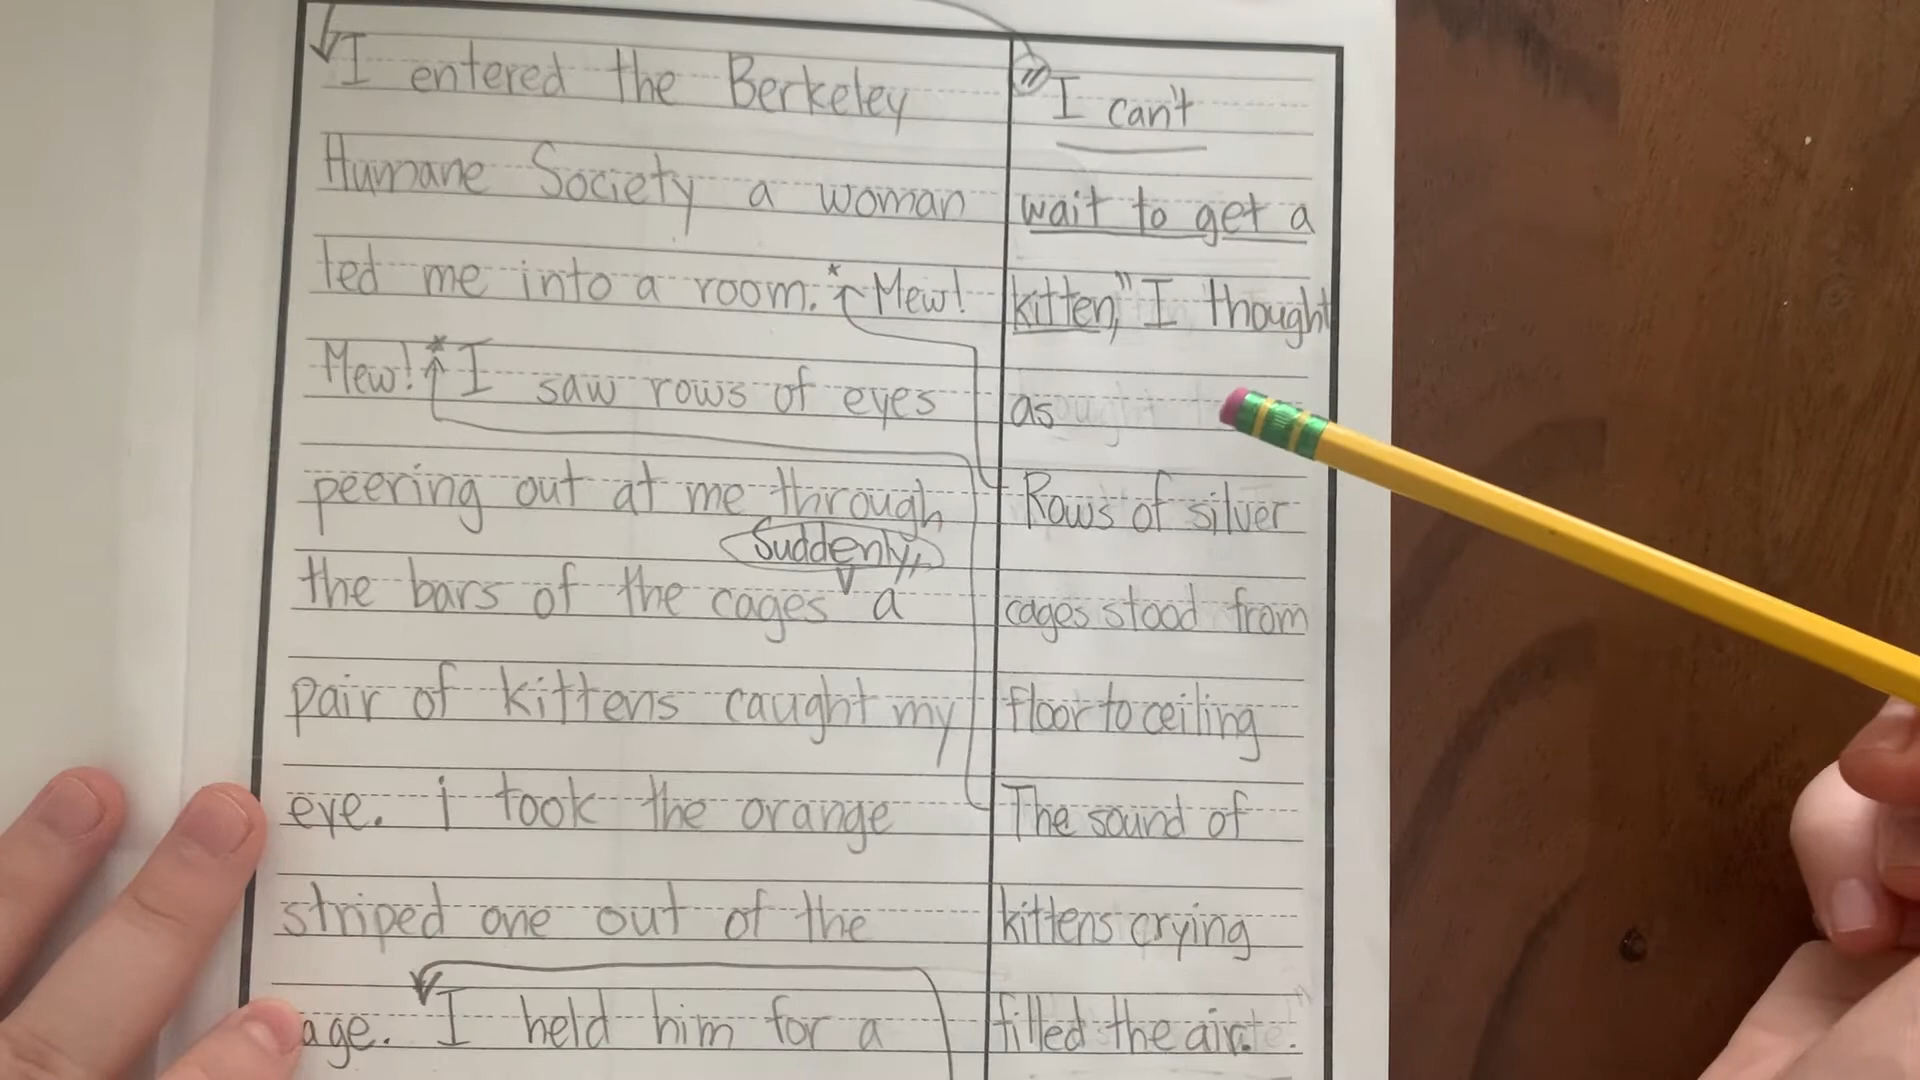 I entered the Berkeley
Humane Society a woman
led me into a room.* Mew!
Mew!* I saw rows of eyes
peering out at me through
Suddenly,
the bars of the cages a
pair of kittens caught my
eye. i took the orange
striped one out of the
age. I held him for a
"I can't
wait to get a
kitten," I thought
as
Rows of silver
cages stood from
floor to ceiling
The sound of
kittens crying
filled the air.